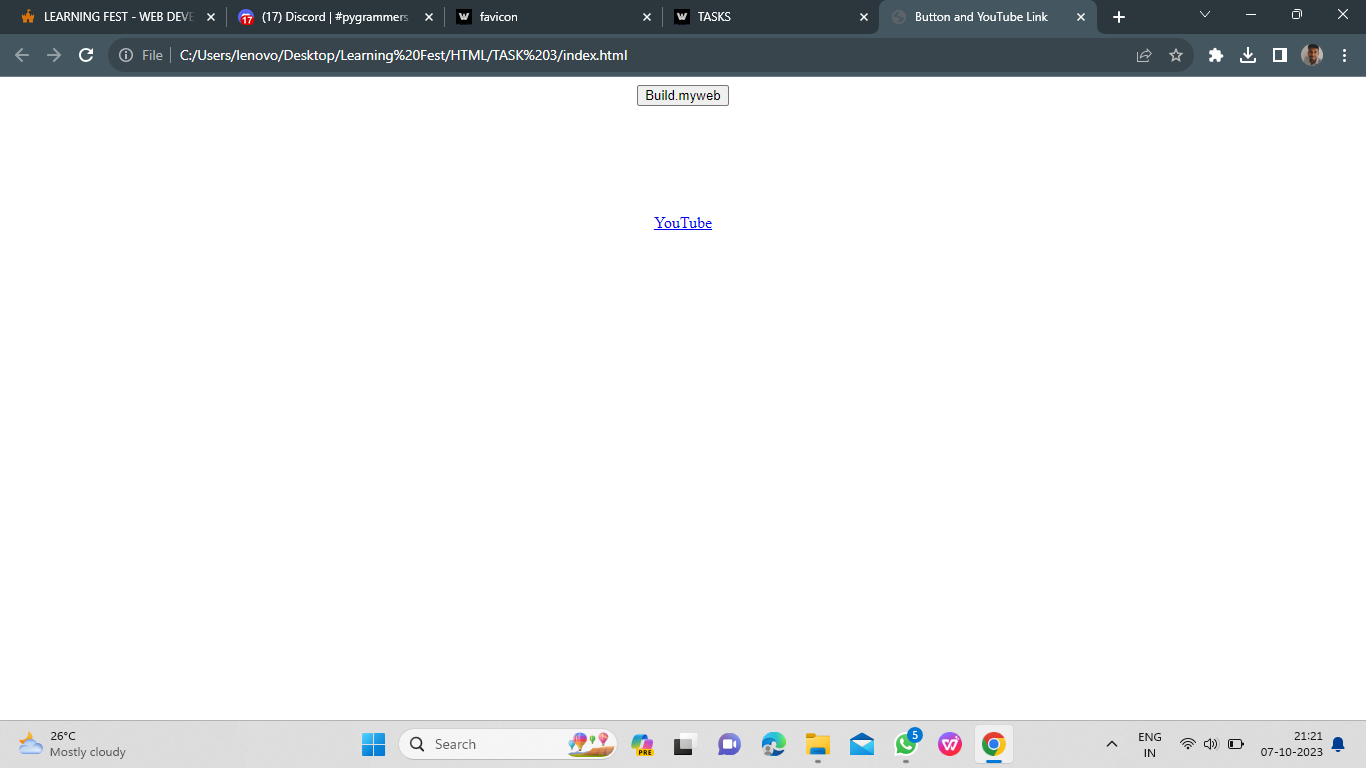 LEARNING FEST - WEB DEVE
(17) Discord | #pygrammers
favicon
TASKS
Button and YouTube Link
File
C:/Users/lenovo/Desktop/Learning%20Fest/HTML/TASK%203/index.html
Build.myweb
YouTube
26°C
Mostly cloudy
Search
PRE
5
ENG
IN
21:21
07-10-2023